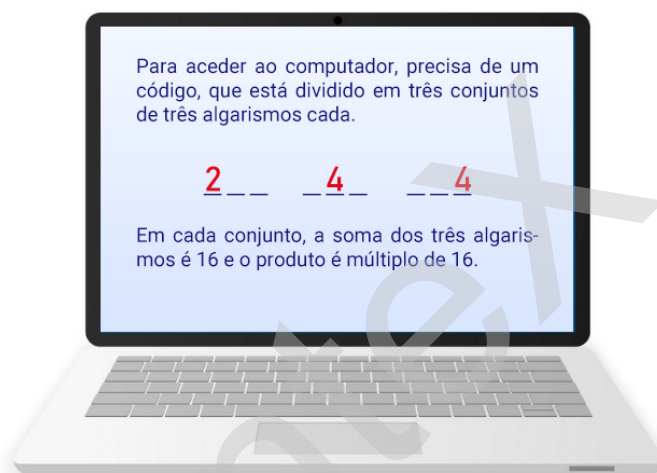 Para aceder ao computador, precisa de um
código, que está dividido em três conjuntos
de três algarismos cada.
2 _ _ _ 4 _ _ _ 4
Em cada conjunto, a soma dos três algaris-
mos é 16 e o produto é múltiplo de 16.